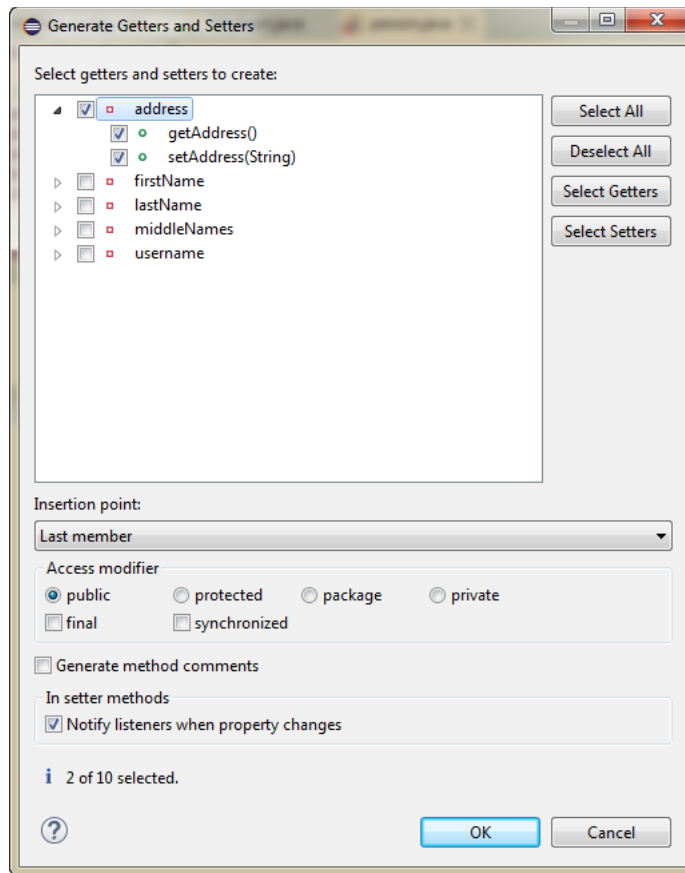 Generate Getters and Setters
Select getters and setters to create:
address
getAddress()
setAddress(String)
firstName
lastName
middleNames
username
Select All
Deselect All
Select Getters
Select Setters
Insertion point:
Last member
Access modifier
public protected package private
final synchronized
Generate method comments
In setter methods
Notify listeners when property changes
i 2 of 10 selected.
? OK Cancel